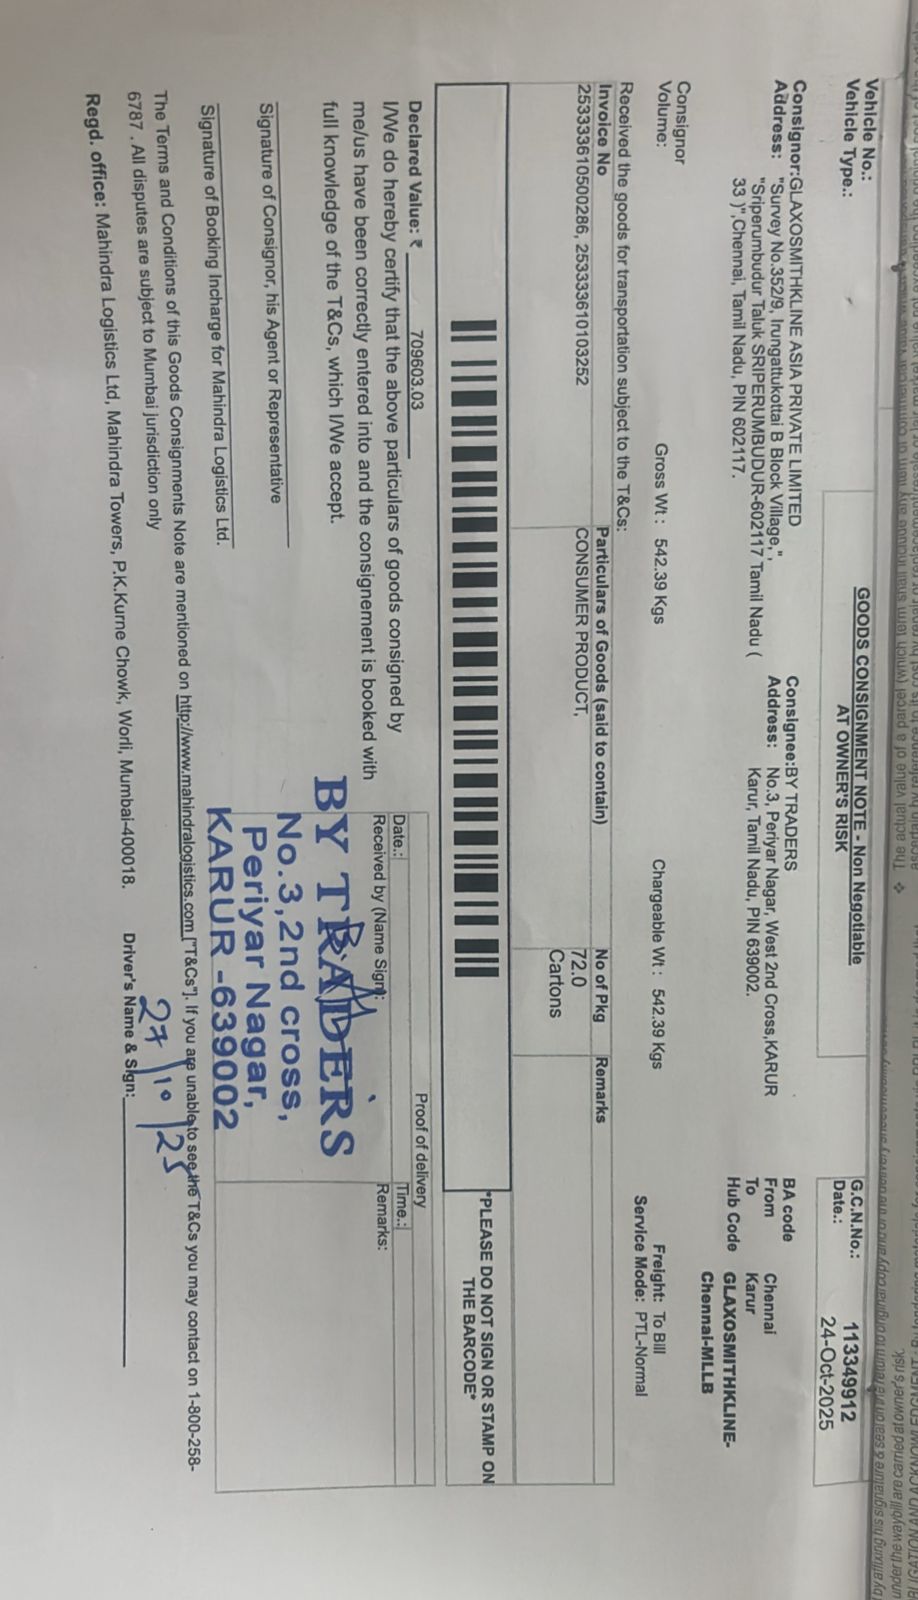 GOODS CONSIGNMENT NOTE - Non Negotiable
AT OWNER'S RISK
Vehicle No.:
Vehicle Type.:
G.C.N.No.: 113349912
Date.: 24-Oct-2025
Consignor:GLAXOSMITHKLINE ASIA PRIVATE LIMITED
Address: "Survey No.352/9, Irungattukottai B Block Village,",
"Sriperumbudur Taluk SRIPERUMBUDUR-602117 Tamil Nadu (
33 )",Chennai, Tamil Nadu, PIN 602117.
Consignee:BY TRADERS
Address: No.3, Periyar Nagar, West 2nd Cross,KARUR
Karur, Tamil Nadu, PIN 639002.
BA code
From Chennai
To Karur
Hub Code GLAXOSMITHKLINE-
Chennai-MLLB
Consignor
Volume:
Gross Wt : 542.39 Kgs
Chargeable Wt : 542.39 Kgs
Freight: To Bill
Service Mode: PTL-Normal
Received the goods for transportation subject to the T&Cs:
Invoice No Particulars of Goods (said to contain) No of Pkg Remarks
25333361050​0286, 25333361010​3252 CONSUMER PRODUCT, 72.0
Cartons
*PLEASE DO NOT SIGN OR STAMP ON
THE BARCODE*
Declared Value: ₹ 709603.03
I/We do hereby certify that the above particulars of goods consigned by
me/us have been correctly entered into and the consignement is booked with
full knowledge of the T&Cs, which I/We accept.
Proof of delivery
Date.: Time.:
Received by (Name Sign): Remarks:
BY TRADERS
No.3,2nd cross,
Periyar Nagar,
KARUR -639002
27/10/25
Signature of Consignor, his Agent or Representative
Signature of Booking Incharge for Mahindra Logistics Ltd.
The Terms and Conditions of this Goods Consignments Note are mentioned on http://www.mahindralogistics.com ["T&Cs"]. If you are unable to see the T&Cs you may contact on 1-800-258-
6787 . All disputes are subject to Mumbai jurisdiction only
Regd. office: Mahindra Logistics Ltd, Mahindra Towers, P.K.Kurne Chowk, Worli, Mumbai-400018. Driver's Name & Sign: